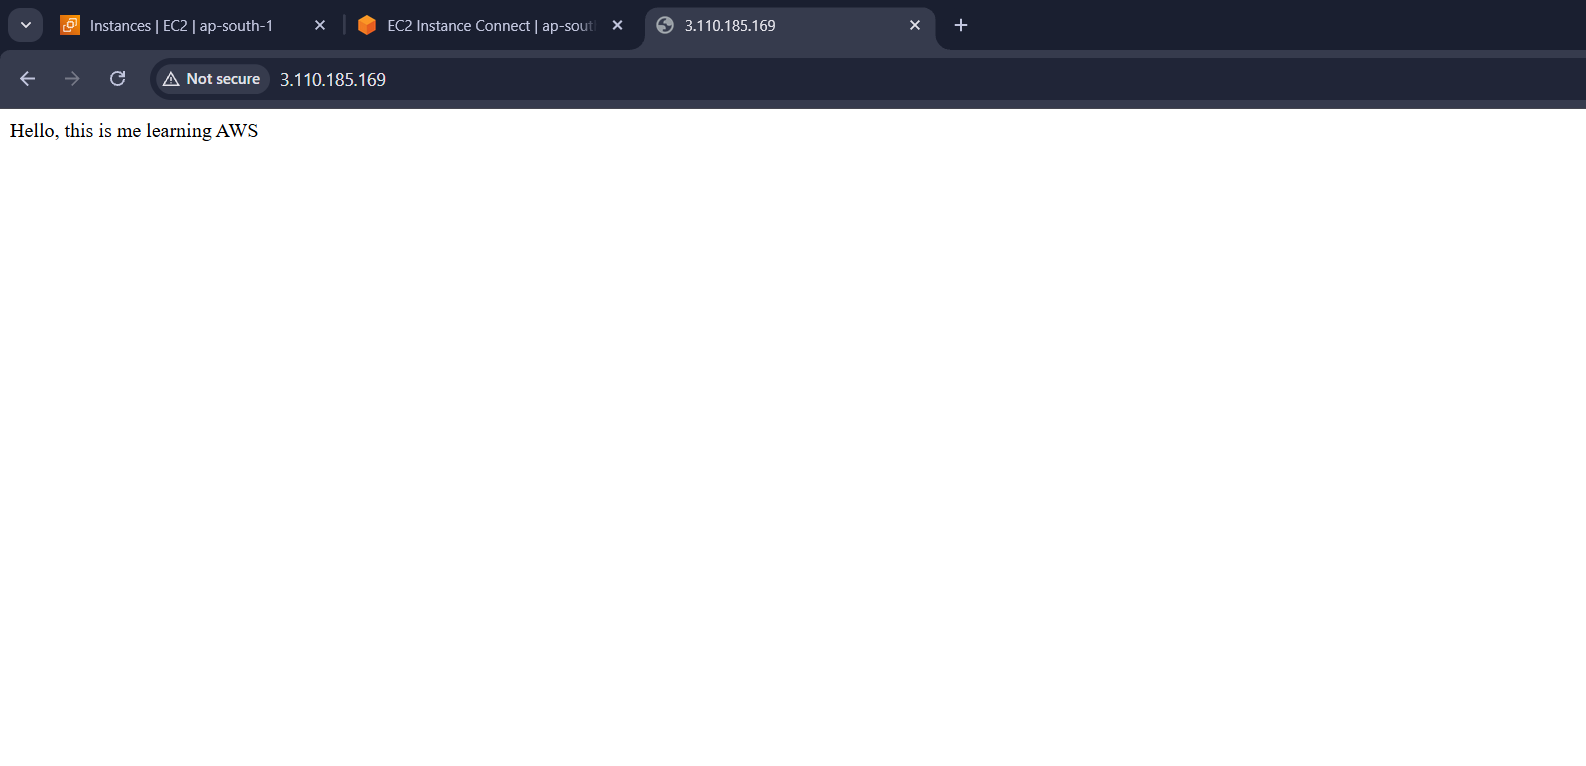 Instances | EC2 | ap-south-1
EC2 Instance Connect | ap-sout
3.110.185.169
Not secure
3.110.185.169
Hello, this is me learning AWS